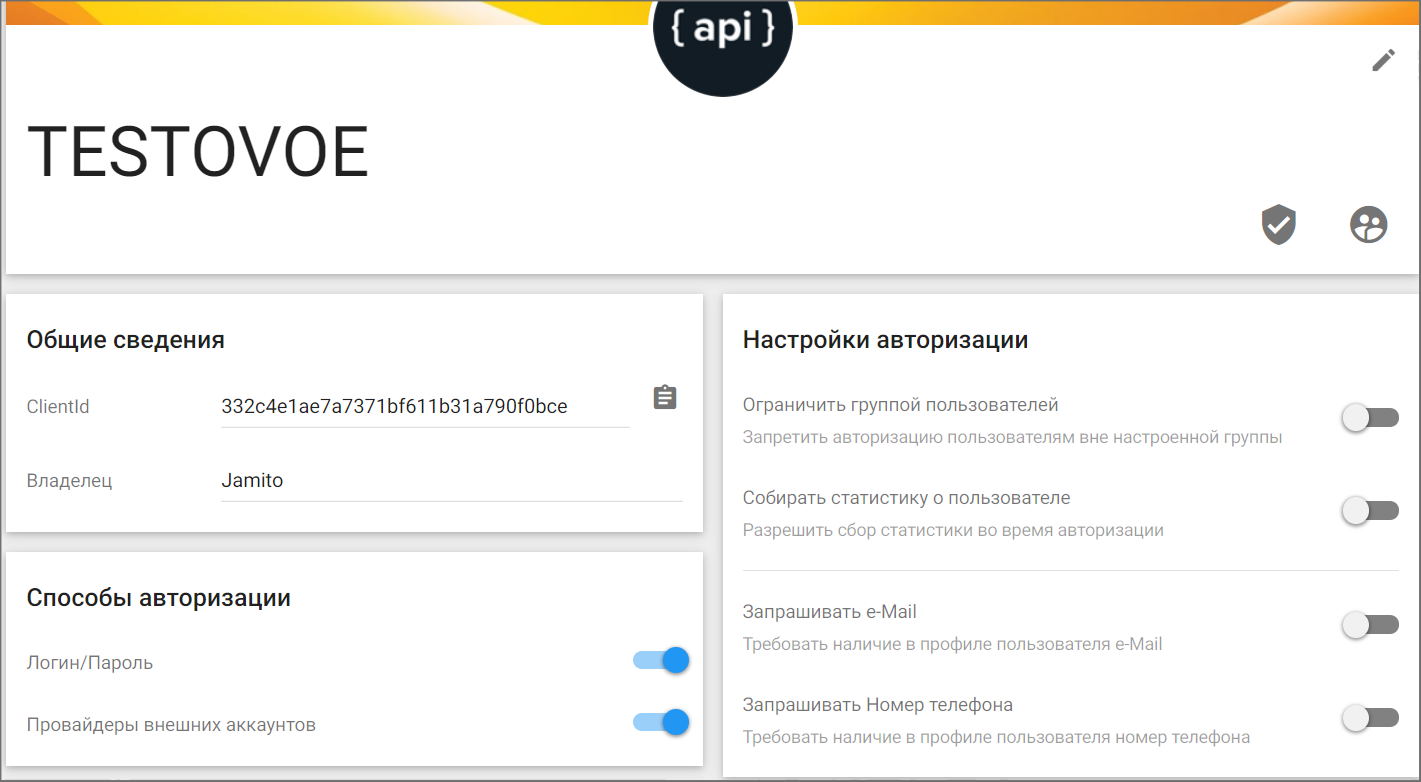 { api }
TESTOVOE
Общие сведения
ClientId 332c4e1ae7a7371bf611b31a790f0bce
Владелец Jamito
Способы авторизации
Логин/Пароль
Провайдеры внешних аккаунтов
Настройки авторизации
Ограничить группой пользователей
Запретить авторизацию пользователям вне настроенной группы
Собирать статистику о пользователе
Разрешить сбор статистики во время авторизации
Запрашивать e-Mail
Требовать наличие в профиле пользователя e-Mail
Запрашивать Номер телефона
Требовать наличие в профиле пользователя номер телефона